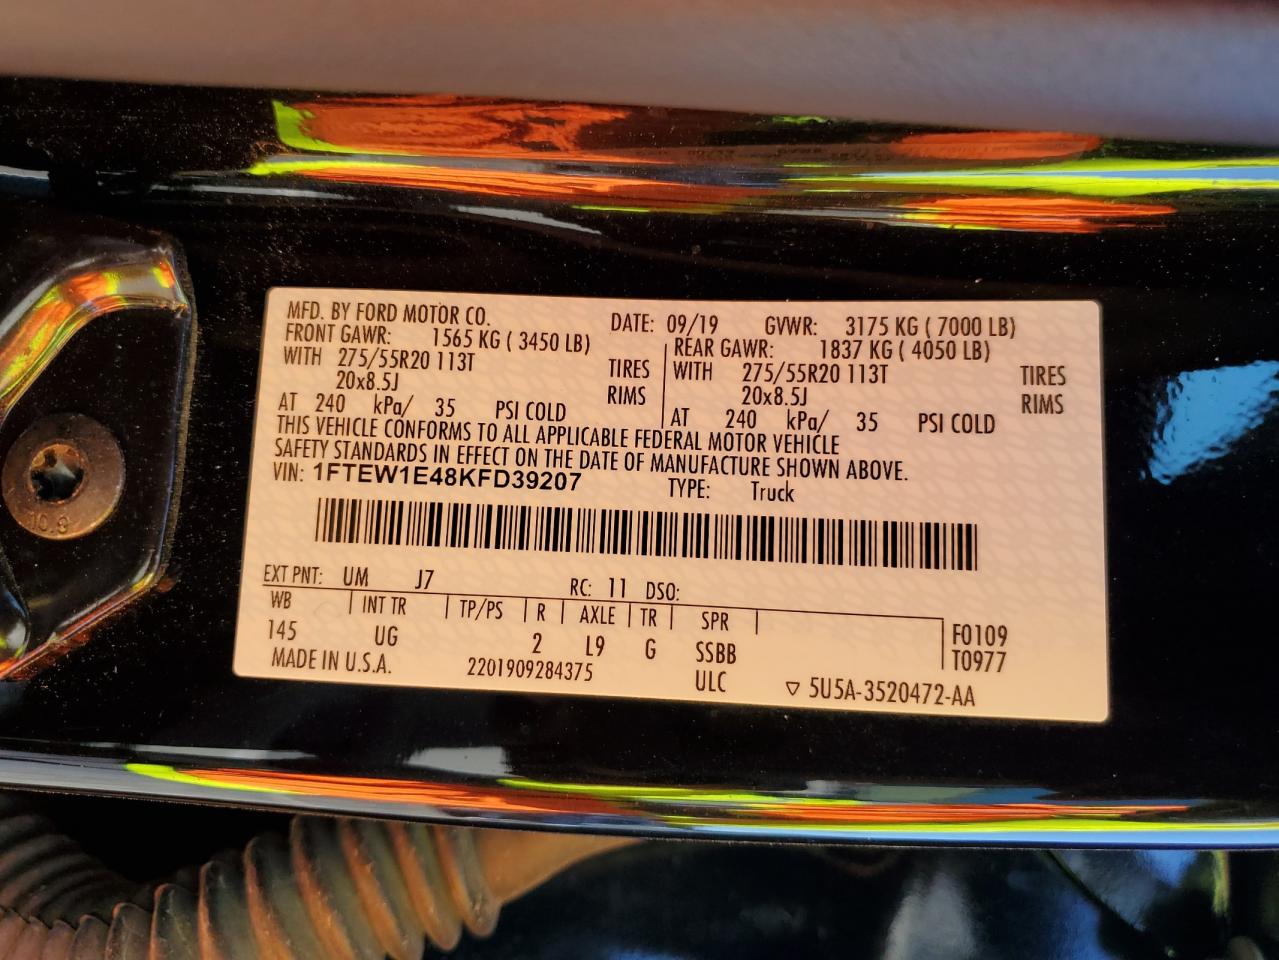 MFD. BY FORD MOTOR CO. DATE: 09/19 GVWR: 3175 KG ( 7000 LB)
FRONT GAWR: 1565 KG ( 3450 LB) REAR GAWR: 1837 KG ( 4050 LB)
WITH 275/55R20 113T TIRES WITH 275/55R20 113T TIRES
20x8.5J RIMS 20x8.5J RIMS
AT 240 kPa/ 35 PSI COLD AT 240 kPa/ 35 PSI COLD
THIS VEHICLE CONFORMS TO ALL APPLICABLE FEDERAL MOTOR VEHICLE
SAFETY STANDARDS IN EFFECT ON THE DATE OF MANUFACTURE SHOWN ABOVE.
VIN: 1FTEW1E48KFD39207 TYPE: Truck
EXT PNT: UM J7 RC: 11 DSO:
WB INT TR TP/PS R AXLE TR SPR
145 UG 2 L9 G SSBB F0109
T0977
MADE IN U.S.A. 2201909284375 ULC ▽ 5U5A-3520472-AA
10.9